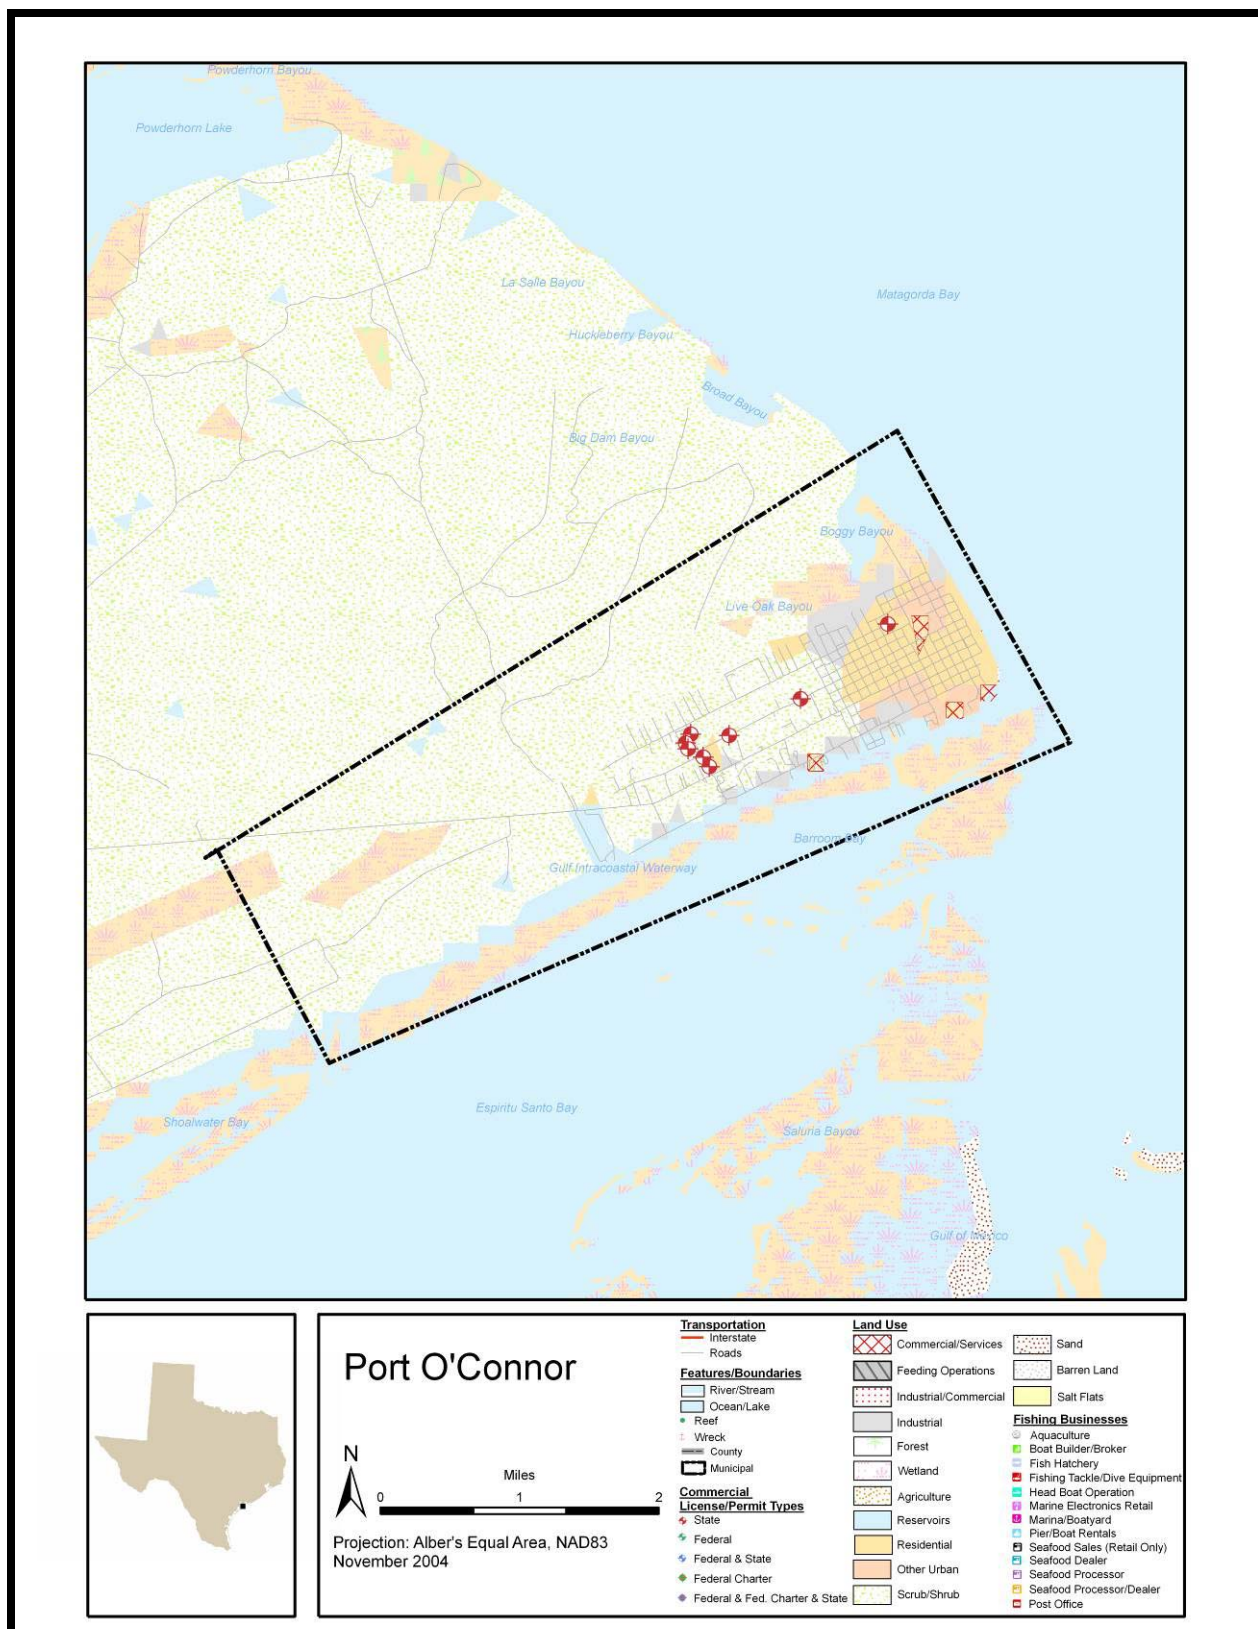 Powderhorn Bayou
Powderhorn Lake
La Salle Bayou
Matagorda Bay
Huckleberry Bayou
Broad Bayou
Big Dam Bayou
Boggy Bayou
Live Oak Bayou
Barroom Bay
Gulf Intracoastal Waterway
Espiritu Santo Bay
Shoalwater Bay
Saluria Bayou
Gulf of Mexico
Port O'Connor
N
Miles
0 1 2
Projection: Alber's Equal Area, NAD83
November 2004
Transportation
Interstate
Roads
Features/Boundaries
River/Stream
Ocean/Lake
Reef
Wreck
County
Municipal
Commercial
License/Permit Types
State
Federal
Federal & State
Federal Charter
Federal & Fed. Charter & State
Land Use
Commercial/Services
Feeding Operations
Industrial/Commercial
Industrial
Forest
Wetland
Agriculture
Reservoirs
Residential
Other Urban
Scrub/Shrub
Sand
Barren Land
Salt Flats
Fishing Businesses
Aquaculture
Boat Builder/Broker
Fish Hatchery
Fishing Tackle/Dive Equipment
Head Boat Operation
Marine Electronics Retail
Marina/Boatyard
Pier/Boat Rentals
Seafood Sales (Retail Only)
Seafood Dealer
Seafood Processor
Seafood Processor/Dealer
Post Office